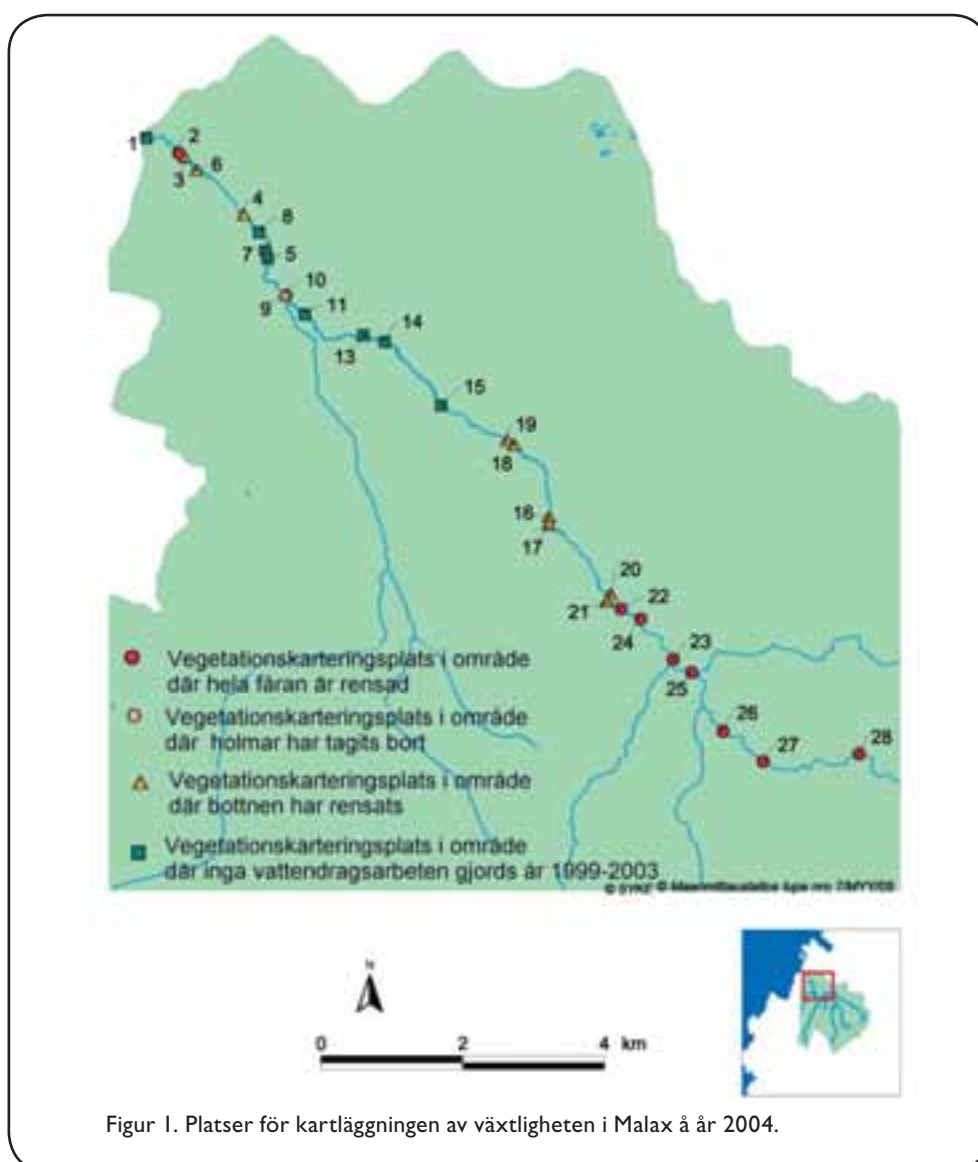 1
2
3
6
4
8
7
5
10
9
11
13
14
15
19
18
16
17
20
21
22
24
23
25
26
27
28
Vegetationskarteringsplats i område
där hela fåran är rensad
Vegetationskarteringsplats i område
där holmar har tagits bort
Vegetationskarteringsplats i område
där bottnen har rensats
Vegetationskarteringsplats i område
där inga vattendragsarbeten gjords år 1999-2003
© SYKE ©
N
0 2 4 km
Figur 1. Platser för kartläggningen av växtligheten i Malax å år 2004.